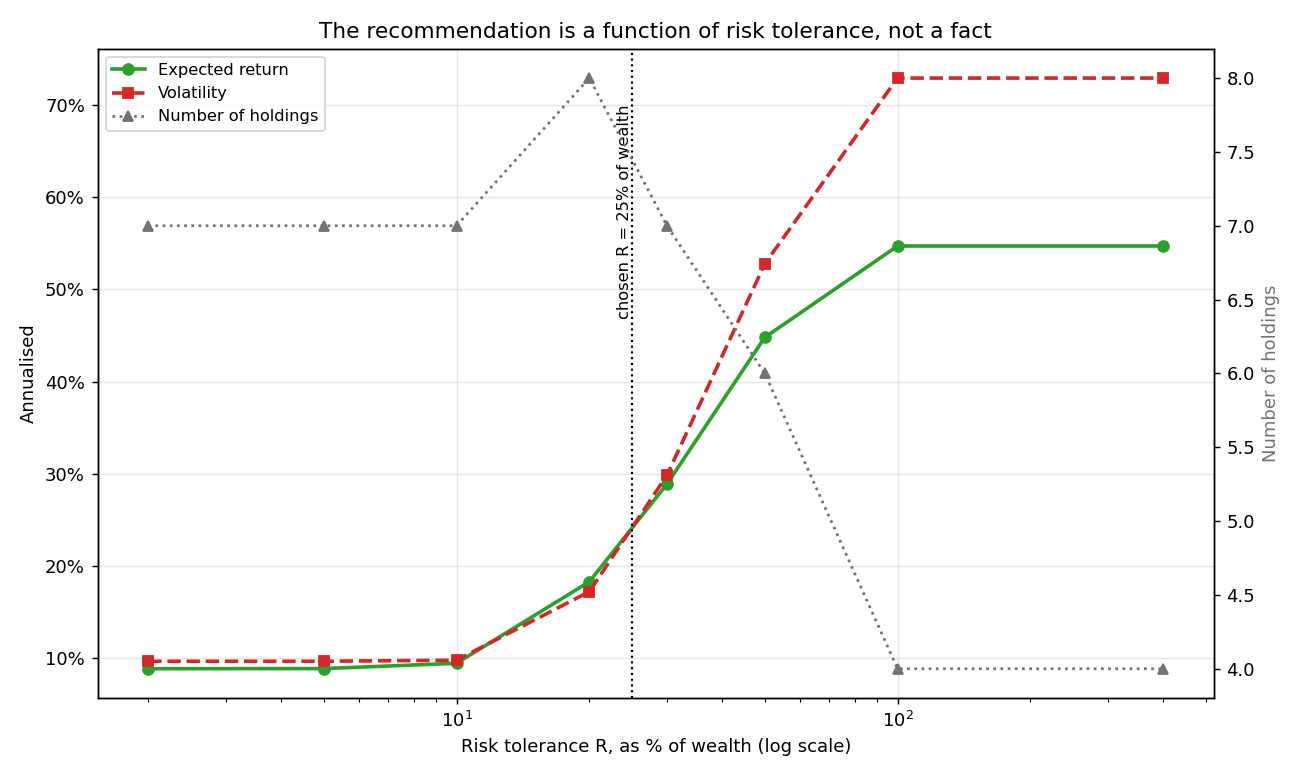 The recommendation is a function of risk tolerance, not a fact
Expected return
Volatility
Number of holdings
70%
60%
50%
40%
30%
20%
10%
Annualised
chosen R = 25% of wealth
8.0
7.5
7.0
6.5
6.0
5.5
5.0
4.5
4.0
Number of holdings
10¹
10²
Risk tolerance R, as % of wealth (log scale)